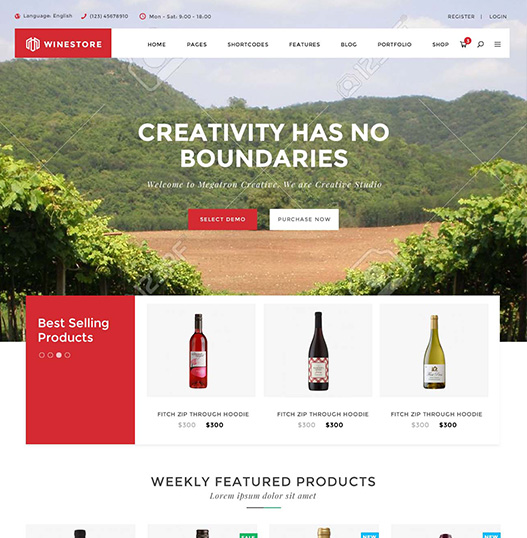 Language: English
(123) 45678910
Mon - Sat: 9:00 - 18:00
REGISTER | LOGIN
WINESTORE
HOME PAGES SHORTCODES FEATURES BLOG PORTFOLIO SHOP
CREATIVITY HAS NO
BOUNDARIES
Welcome to Megatron Creative, We are Creative Studio
SELECT DEMO
PURCHASE NOW
Best Selling
Products
FITCH ZIP THROUGH HOODIE
$300 $300
FITCH ZIP THROUGH HOODIE
$300 $300
FITCH ZIP THROUGH HOODIE
$300 $300
WEEKLY FEATURED PRODUCTS
Lorem ipsum dolor sit amet
SALE
NEW
NEW